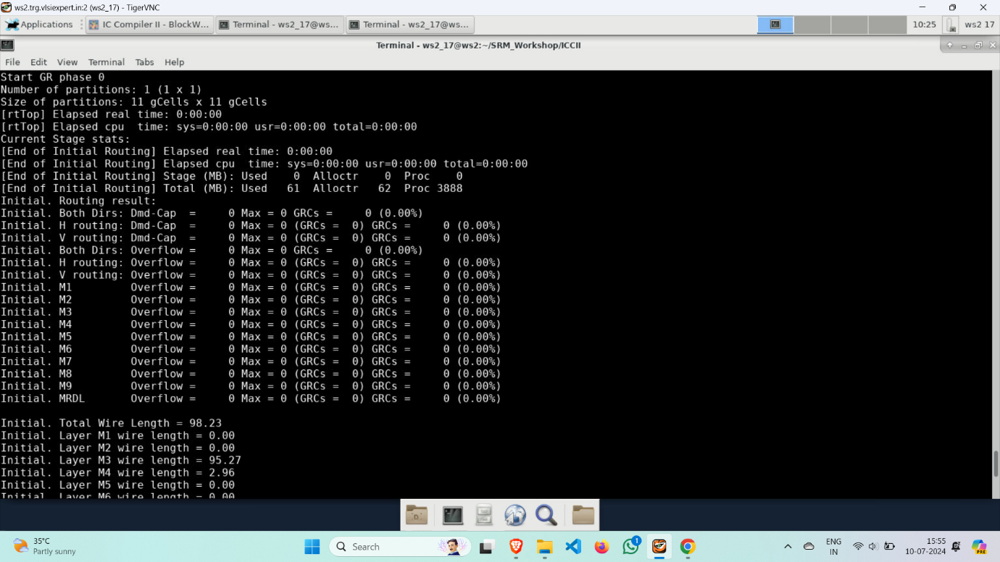 ws2.trg.vlsiexpert.in:2 (ws2_17) - TigerVNC
Applications
IC Compiler II - BlockW...
Terminal - ws2_17@ws...
Terminal - ws2_17@ws...
10:25
ws2 17
Terminal - ws2_17@ws2:~/SRM_Workshop/ICCII
File Edit View Terminal Tabs Help
Start GR phase 0
Number of partitions: 1 (1 x 1)
Size of partitions: 11 gCells x 11 gCells
[rtTop] Elapsed real time: 0:00:00
[rtTop] Elapsed cpu  time: sys=0:00:00 usr=0:00:00 total=0:00:00
Current Stage stats:
[End of Initial Routing] Elapsed real time: 0:00:00
[End of Initial Routing] Elapsed cpu  time: sys=0:00:00 usr=0:00:00 total=0:00:00
[End of Initial Routing] Stage (MB): Used    0  Alloctr    0  Proc    0
[End of Initial Routing] Total (MB): Used   61  Alloctr   62  Proc 3888
Initial. Routing result:
Initial. Both Dirs: Dmd-Cap  =     0 Max = 0 GRCs =     0 (0.00%)
Initial. H routing: Dmd-Cap  =     0 Max = 0 (GRCs =  0) GRCs =     0 (0.00%)
Initial. V routing: Dmd-Cap  =     0 Max = 0 (GRCs =  0) GRCs =     0 (0.00%)
Initial. Both Dirs: Overflow =     0 Max = 0 GRCs =     0 (0.00%)
Initial. H routing: Overflow =     0 Max = 0 (GRCs =  0) GRCs =     0 (0.00%)
Initial. V routing: Overflow =     0 Max = 0 (GRCs =  0) GRCs =     0 (0.00%)
Initial. M1         Overflow =     0 Max = 0 (GRCs =  0) GRCs =     0 (0.00%)
Initial. M2         Overflow =     0 Max = 0 (GRCs =  0) GRCs =     0 (0.00%)
Initial. M3         Overflow =     0 Max = 0 (GRCs =  0) GRCs =     0 (0.00%)
Initial. M4         Overflow =     0 Max = 0 (GRCs =  0) GRCs =     0 (0.00%)
Initial. M5         Overflow =     0 Max = 0 (GRCs =  0) GRCs =     0 (0.00%)
Initial. M6         Overflow =     0 Max = 0 (GRCs =  0) GRCs =     0 (0.00%)
Initial. M7         Overflow =     0 Max = 0 (GRCs =  0) GRCs =     0 (0.00%)
Initial. M8         Overflow =     0 Max = 0 (GRCs =  0) GRCs =     0 (0.00%)
Initial. M9         Overflow =     0 Max = 0 (GRCs =  0) GRCs =     0 (0.00%)
Initial. MRDL       Overflow =     0 Max = 0 (GRCs =  0) GRCs =     0 (0.00%)
Initial. Total Wire Length = 98.23
Initial. Layer M1 wire length = 0.00
Initial. Layer M2 wire length = 0.00
Initial. Layer M3 wire length = 95.27
Initial. Layer M4 wire length = 2.96
Initial. Layer M5 wire length = 0.00
Initial. Layer M6 wire length = 0.00
35°C
Partly sunny
Search
1
ENG
IN
15:55
10-07-2024
PRE